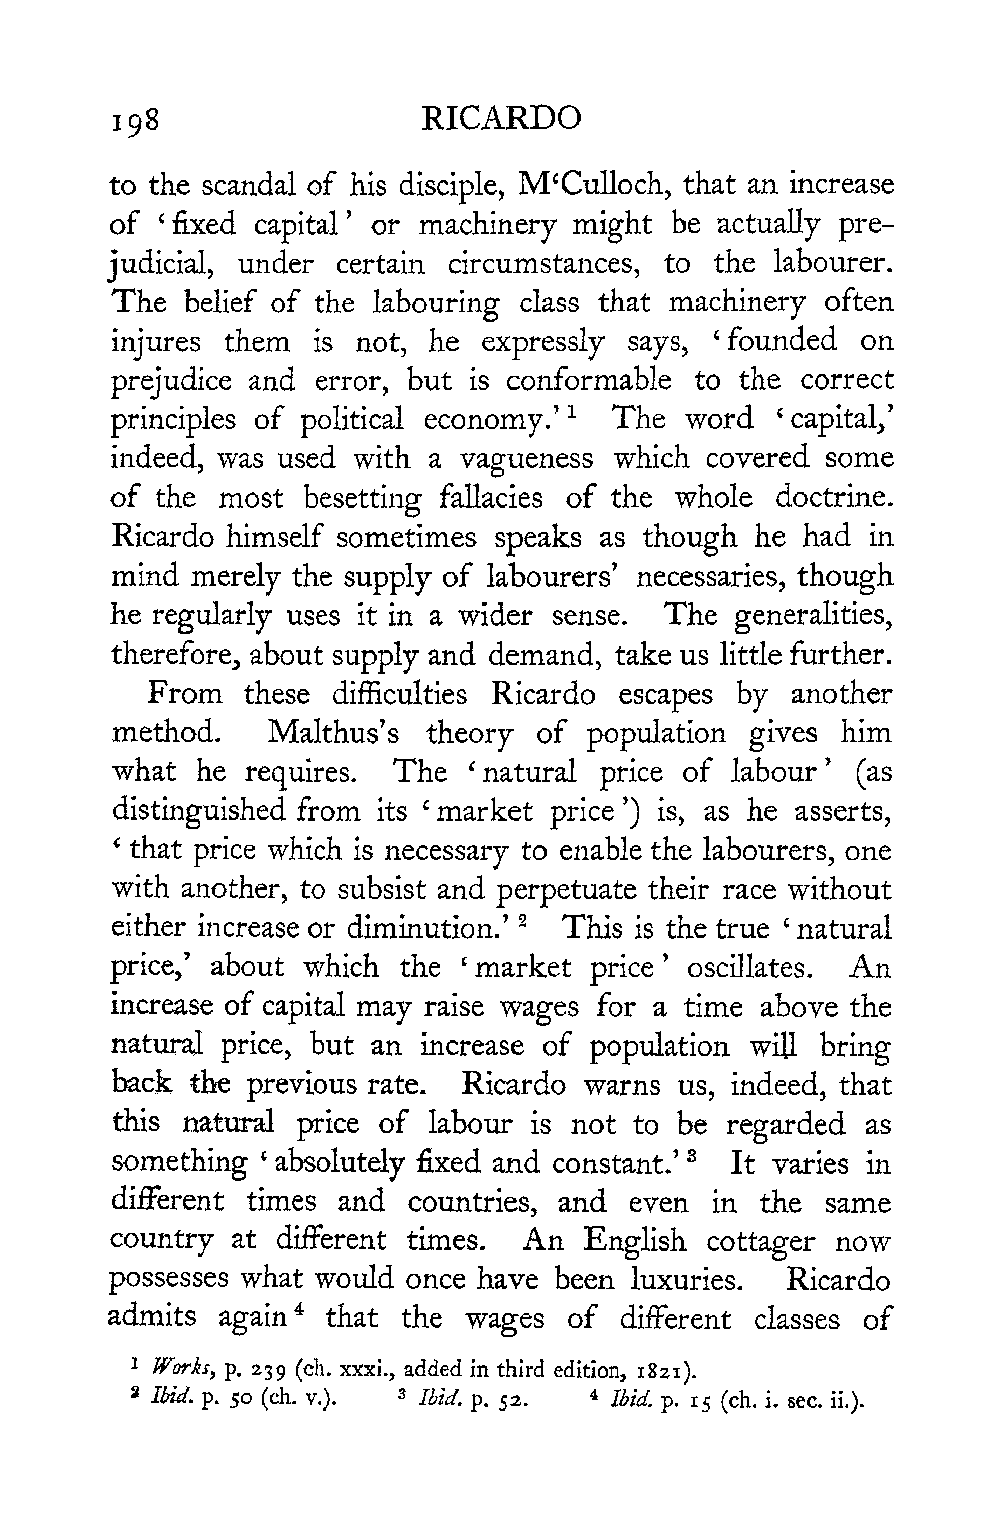 198 RICARDO
to the scandal of his disciple, M‘Culloch, that an increase
of ‘fixed capital’ or machinery might be actually pre-
judicial, under certain circumstances, to the labourer.
The belief of the labouring class that machinery often
injures them is not, he expressly says, ‘founded on
prejudice and error, but is conformable to the correct
principles of political economy.’ ¹ The word ‘capital,’
indeed, was used with a vagueness which covered some
of the most besetting fallacies of the whole doctrine.
Ricardo himself sometimes speaks as though he had in
mind merely the supply of labourers’ necessaries, though
he regularly uses it in a wider sense. The generalities,
therefore, about supply and demand, take us little further.
From these difficulties Ricardo escapes by another
method. Malthus’s theory of population gives him
what he requires. The ‘natural price of labour’ (as
distinguished from its ‘market price’) is, as he asserts,
‘that price which is necessary to enable the labourers, one
with another, to subsist and perpetuate their race without
either increase or diminution.’ ² This is the true ‘natural
price,’ about which the ‘market price’ oscillates. An
increase of capital may raise wages for a time above the
natural price, but an increase of population will bring
back the previous rate. Ricardo warns us, indeed, that
this natural price of labour is not to be regarded as
something ‘absolutely fixed and constant.’ ³ It varies in
different times and countries, and even in the same
country at different times. An English cottager now
possesses what would once have been luxuries. Ricardo
admits again ⁴ that the wages of different classes of
¹ Works, p. 239 (ch. xxxi., added in third edition, 1821).
² Ibid. p. 50 (ch. v.). ³ Ibid. p. 52. ⁴ Ibid. p. 15 (ch. i. sec. ii.).